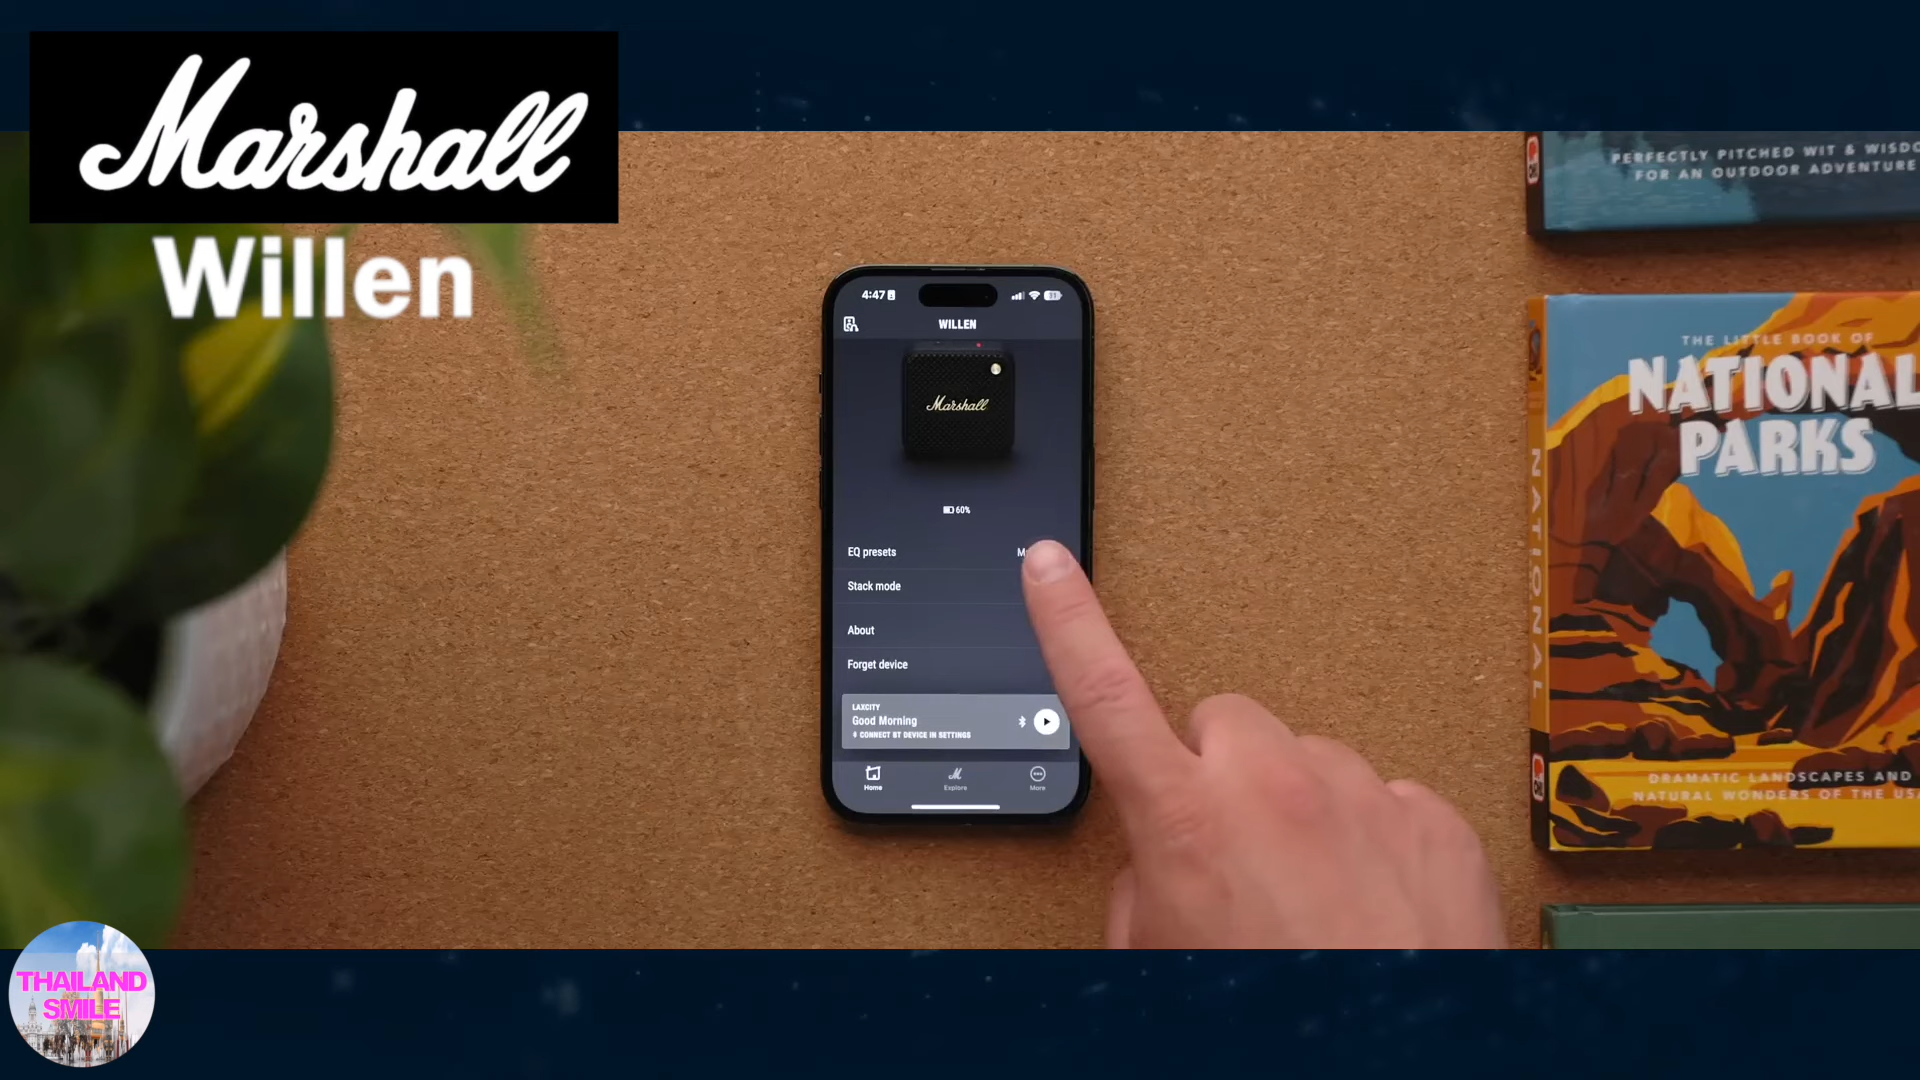 Marshall
Willen
4:47
WILLEN
Marshall
60%
EQ presets
Stack mode
About
Forget device
LAXCITY
Good Morning
CONNECT BT DEVICE IN SETTINGS
Home
Explore
More
PERFECTLY PITCHED WIT &
FOR AN OUTDOOR ADVENTURE
THE LITTLE BOOK OF
NATIONAL
PARKS
NATIONAL
DRAMATIC LANDSCAPES AND
NATURAL WONDERS OF THE
THAILAND
SMILE